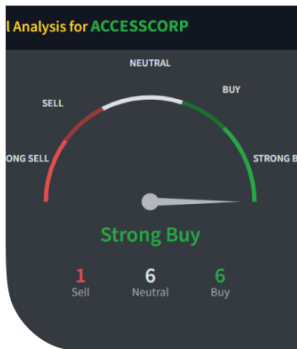 l Analysis for ACCESSCORP
NEUTRAL
SELL
BUY
ONG SELL
STRONG B
Strong Buy
1 6 6
Sell Neutral Buy